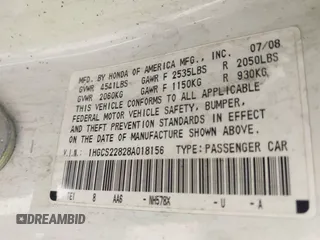 MFD. BY HONDA OF AMERICA MFG., INC. 07/08
GVWR 4541LBS GAWR F 2535LBS R 2050LBS
GVWR 2060KG GAWR F 1150KG R 930KG
THIS VEHICLE CONFORMS TO ALL APPLICABLE
FEDERAL MOTOR VEHICLE SAFETY, BUMPER,
AND THEFT PREVENTION STANDARDS IN EFFECT
ON THE DATE OF MANUFACTURE SHOWN ABOVE.
V.I.N.: 1HGCS22828A018156 TYPE: PASSENGER CAR
TE1 8 AA6 - NH578X - U - A
DREAMBID